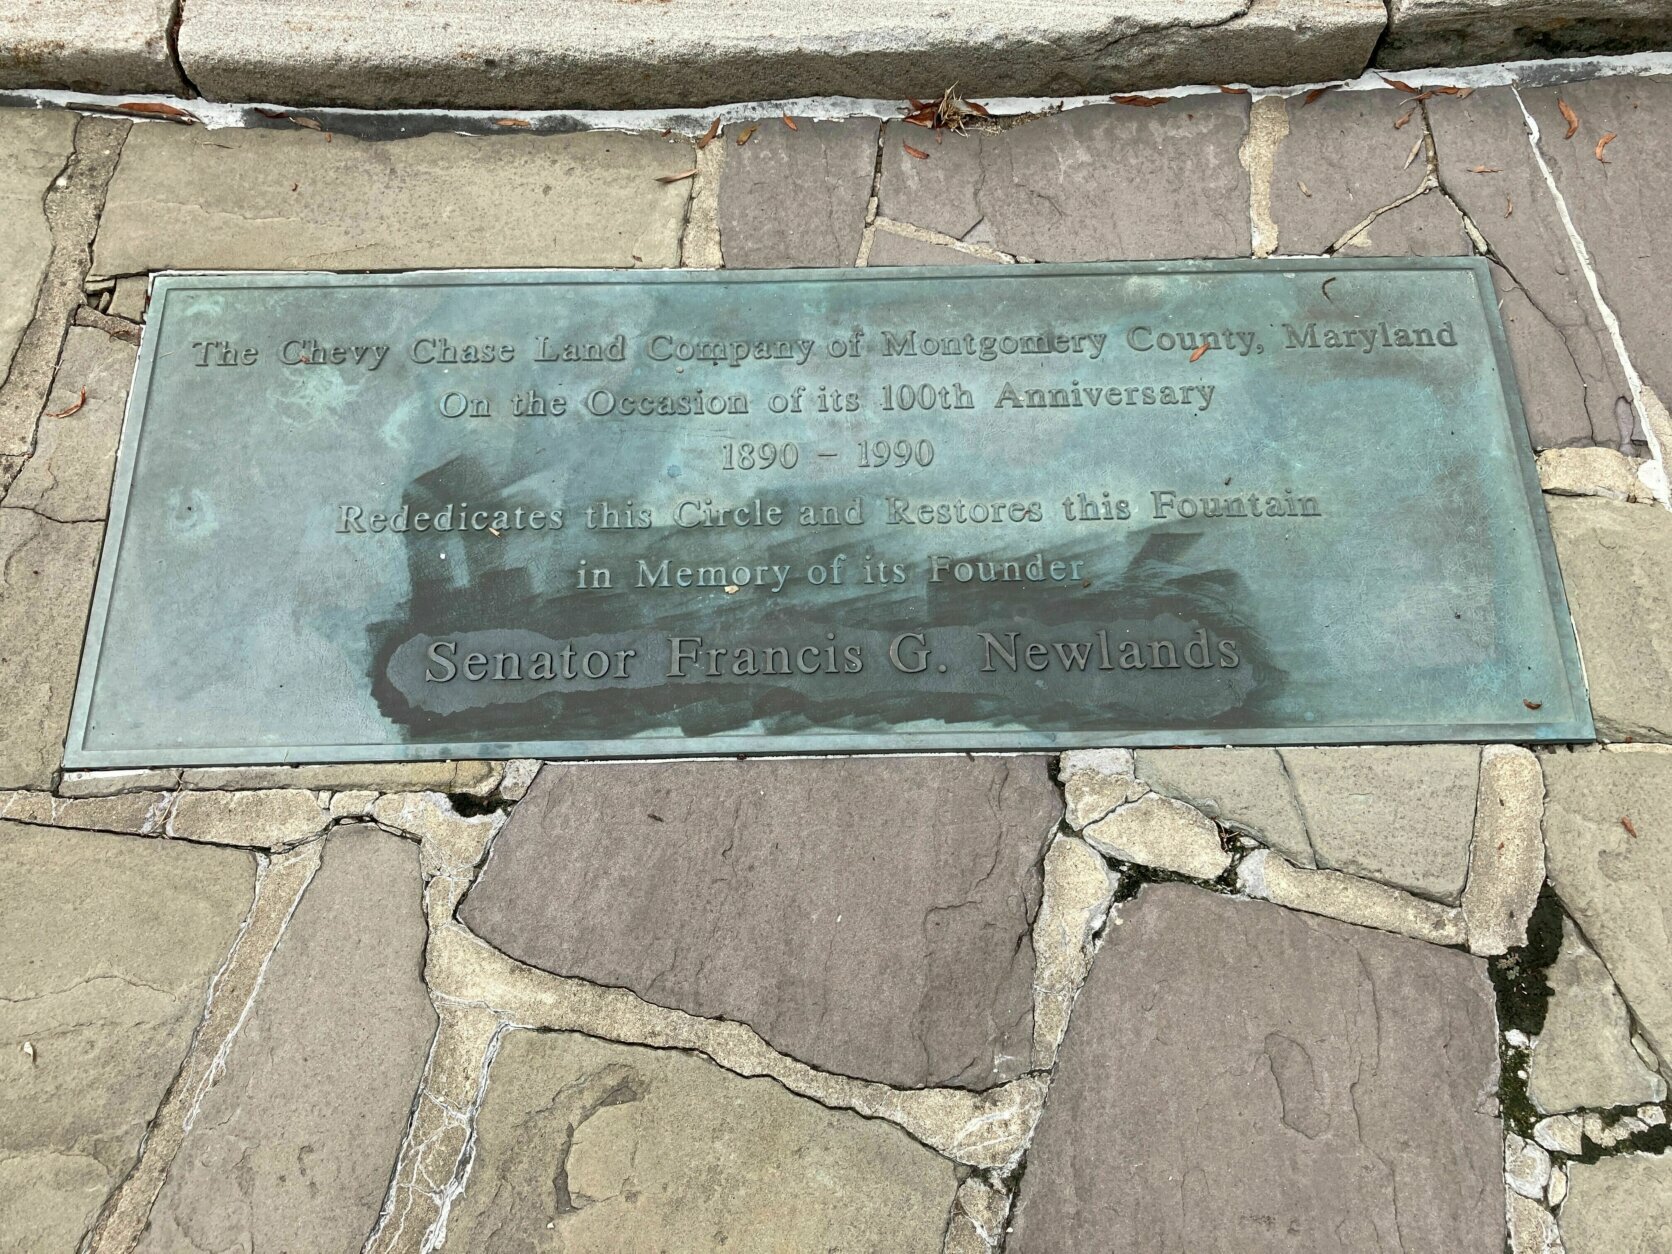 The Chevy Chase Land Company of Montgomery County, Maryland
On the Occasion of its 100th Anniversary
1890 – 1990
Rededicates this Circle and Restores this Fountain
in Memory of its Founder
Senator Francis G. Newlands